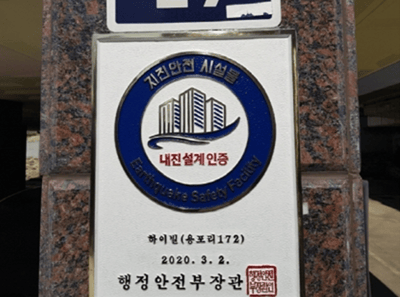 지진안전 시설물
내진설계인증
Earthquake Safety Facility
하이빌(용포리172)
2020. 3. 2.
행정안전부장관